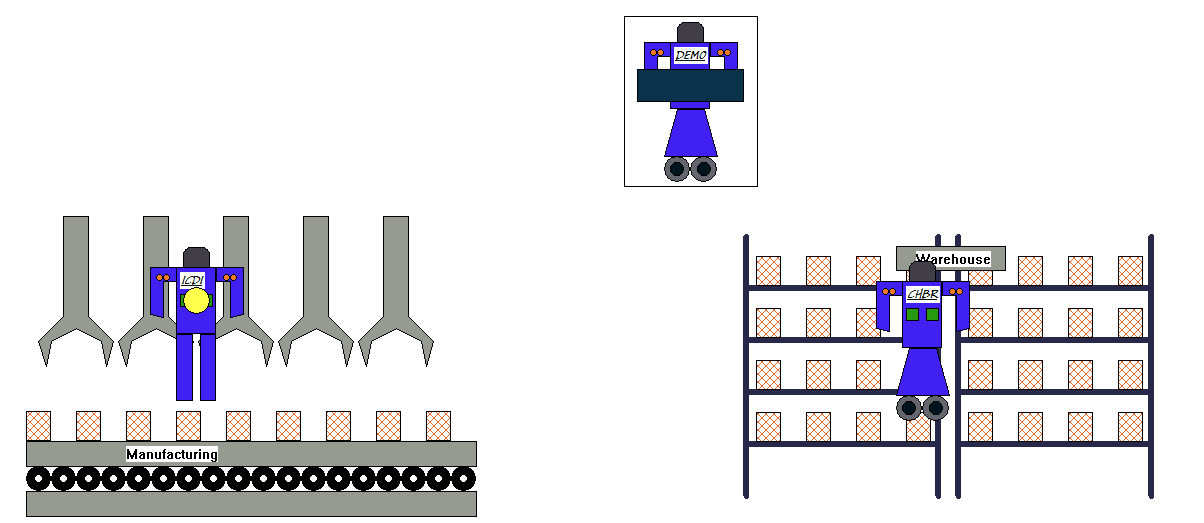 DEMO
ICDI
Warehouse
CHBR
Manufacturing